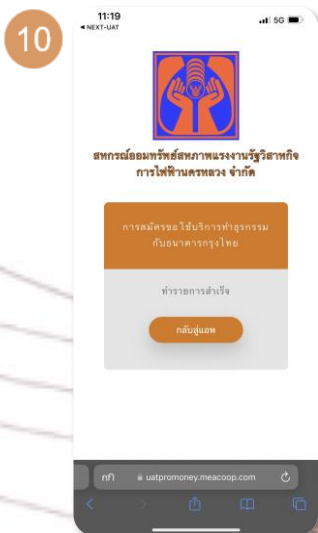 10
11:19
5G
◀ NEXT-UAT
สหกรณ์ออมทรัพย์สหภาพแรงงานรัฐวิสาหกิจ
การไฟฟ้านครหลวง จำกัด
การสมัครขอใช้บริการทำธุรกรรม
กับธนาคารกรุงไทย
ทำรายการสำเร็จ
กลับสู่แอพ
กก uatpromoney.meacoop.com